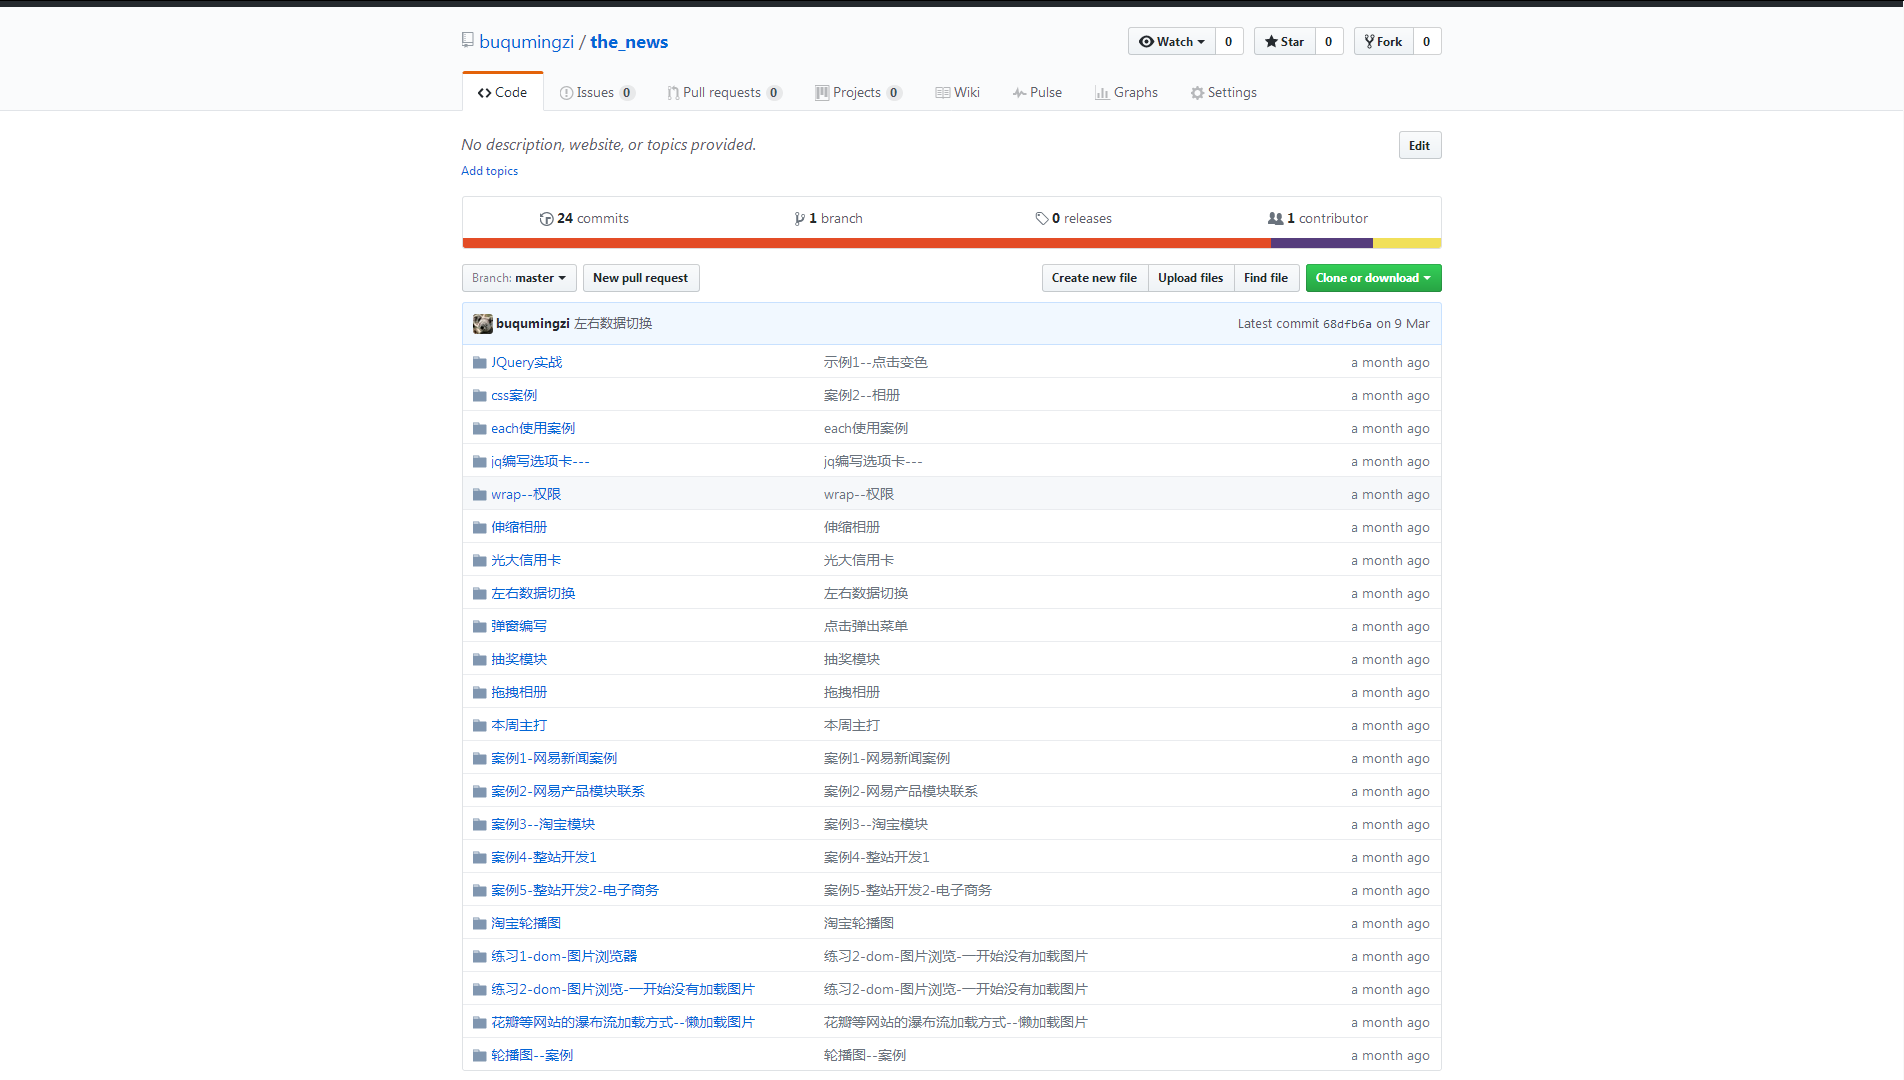 buqumingzi / the_news
Watch 0 Star 0 Fork 0
Code Issues 0 Pull requests 0 Projects 0 Wiki Pulse Graphs Settings
No description, website, or topics provided. Edit
Add topics
24 commits 1 branch 0 releases 1 contributor
Branch: master New pull request Create new file Upload files Find file Clone or download
buqumingzi 左右数据切换 Latest commit 68dfb6a on 9 Mar
JQuery实战 示例1--点击变色 a month ago
css案例 案例2--相册 a month ago
each使用案例 each使用案例 a month ago
jq编写选项卡--- jq编写选项卡--- a month ago
wrap--权限 wrap--权限 a month ago
伸缩相册 伸缩相册 a month ago
光大信用卡 光大信用卡 a month ago
左右数据切换 左右数据切换 a month ago
弹窗编写 点击弹出菜单 a month ago
抽奖模块 抽奖模块 a month ago
拖拽相册 拖拽相册 a month ago
本周主打 本周主打 a month ago
案例1-网易新闻案例 案例1-网易新闻案例 a month ago
案例2-网易产品模块联系 案例2-网易产品模块联系 a month ago
案例3--淘宝模块 案例3--淘宝模块 a month ago
案例4-整站开发1 案例4-整站开发1 a month ago
案例5-整站开发2-电子商务 案例5-整站开发2-电子商务 a month ago
淘宝轮播图 淘宝轮播图 a month ago
练习1-dom-图片浏览器 练习2-dom-图片浏览-一开始没有加载图片 a month ago
练习2-dom-图片浏览-一开始没有加载图片 练习2-dom-图片浏览-一开始没有加载图片 a month ago
花瓣等网站的瀑布流加载方式--懒加载图片 花瓣等网站的瀑布流加载方式--懒加载图片 a month ago
轮播图--案例 轮播图--案例 a month ago